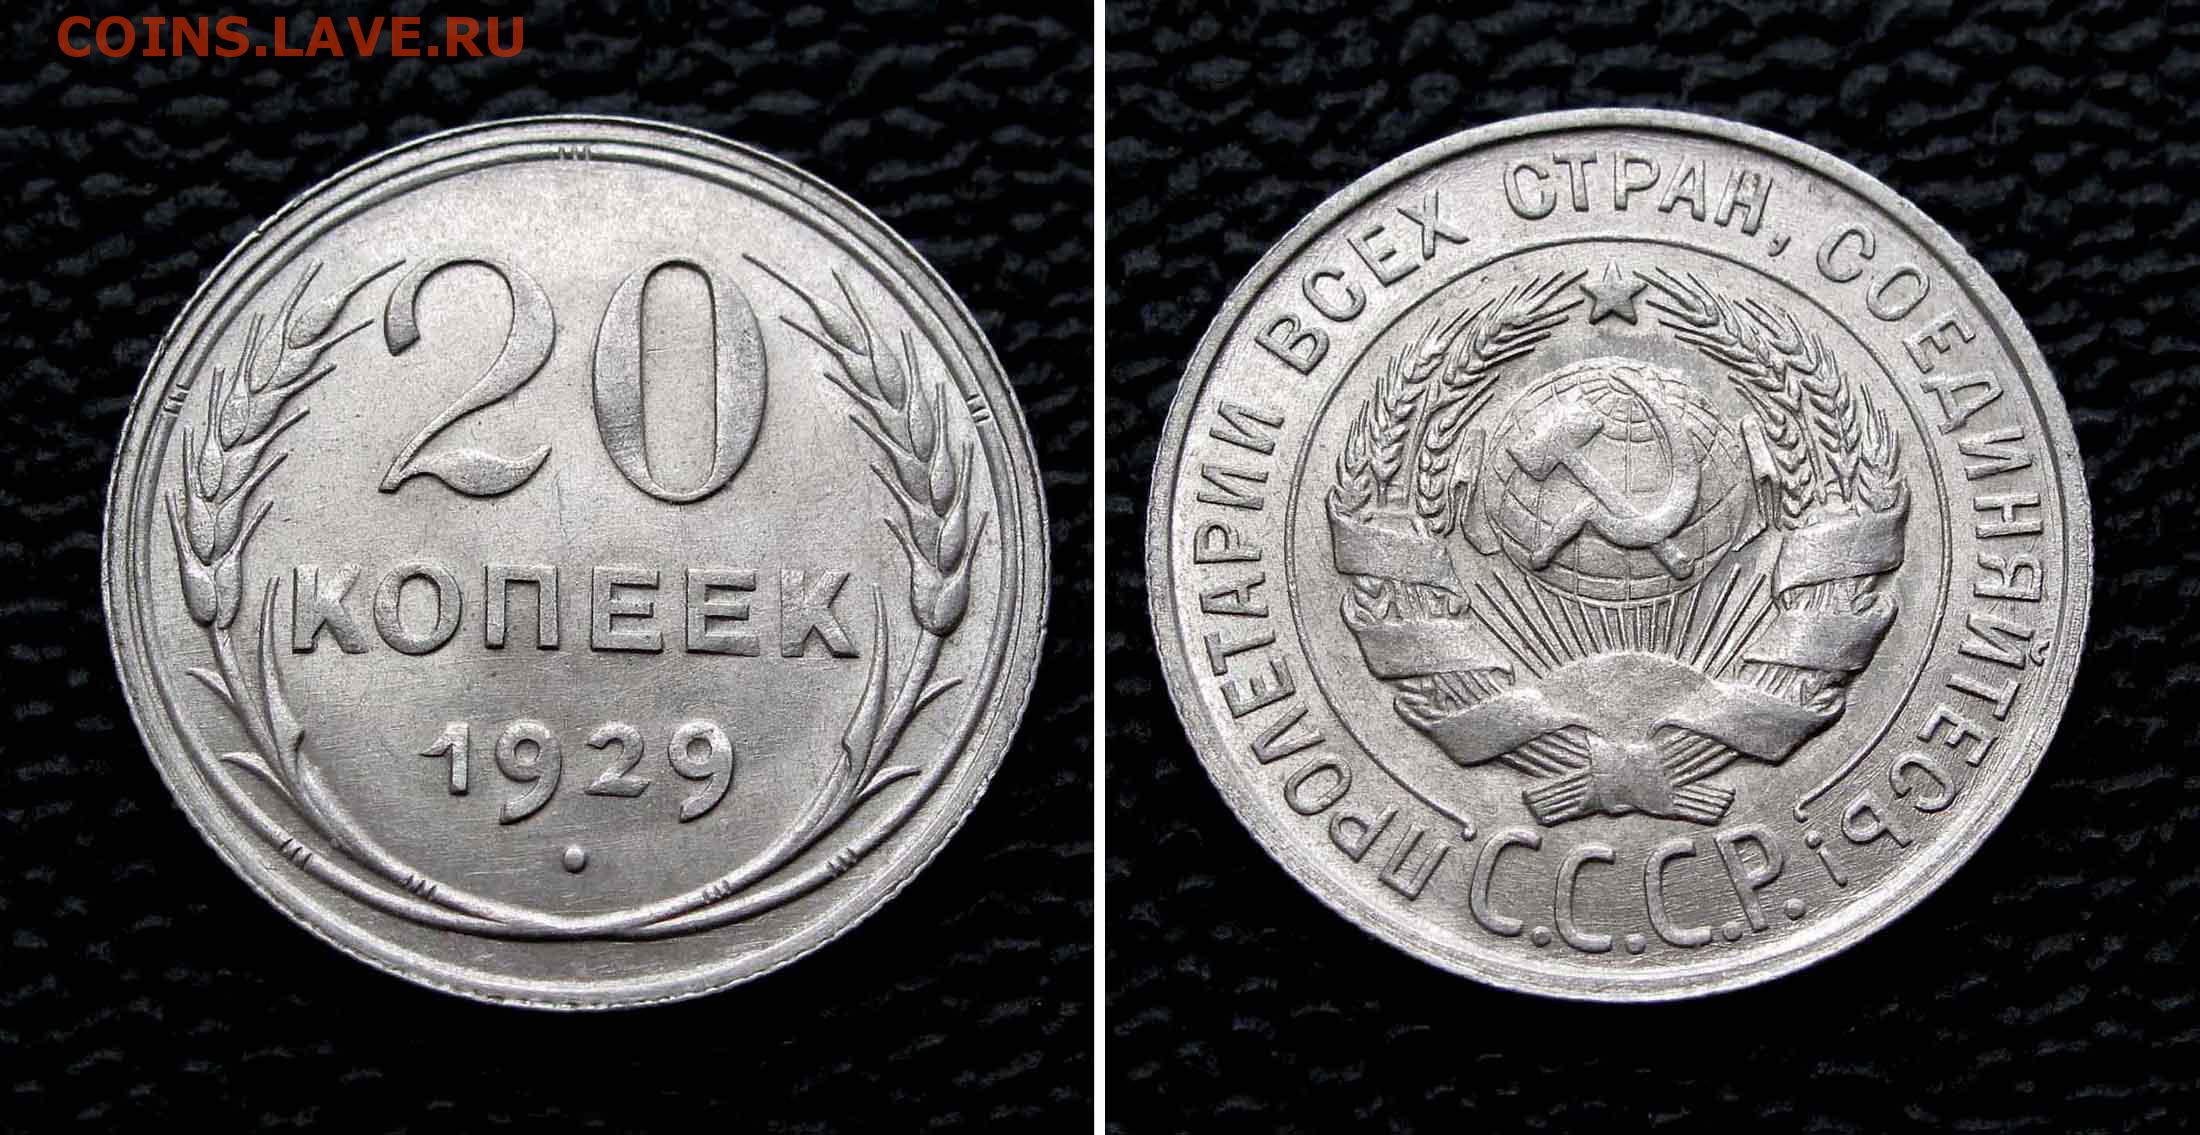 COINS.LAVE.RU
20
КОПЕЕК
1929
ПРОЛЕТАРИИ ВСЕХ СТРАН, СОЕДИНЯЙТЕСЬ!
С.С.С.Р.